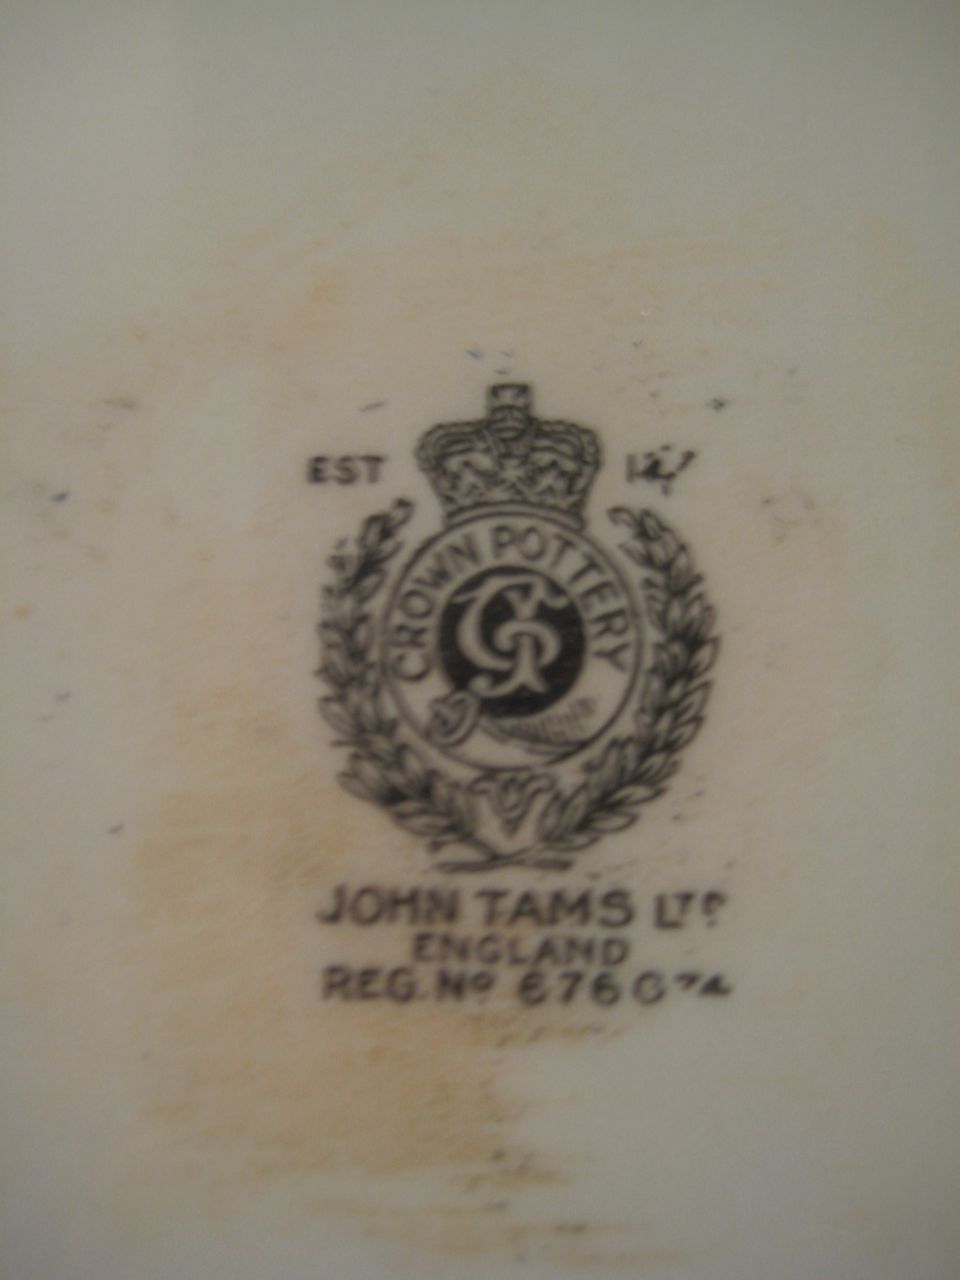 EST
CROWN POTTERY
JOHN TAMS LTD
ENGLAND
REG. No